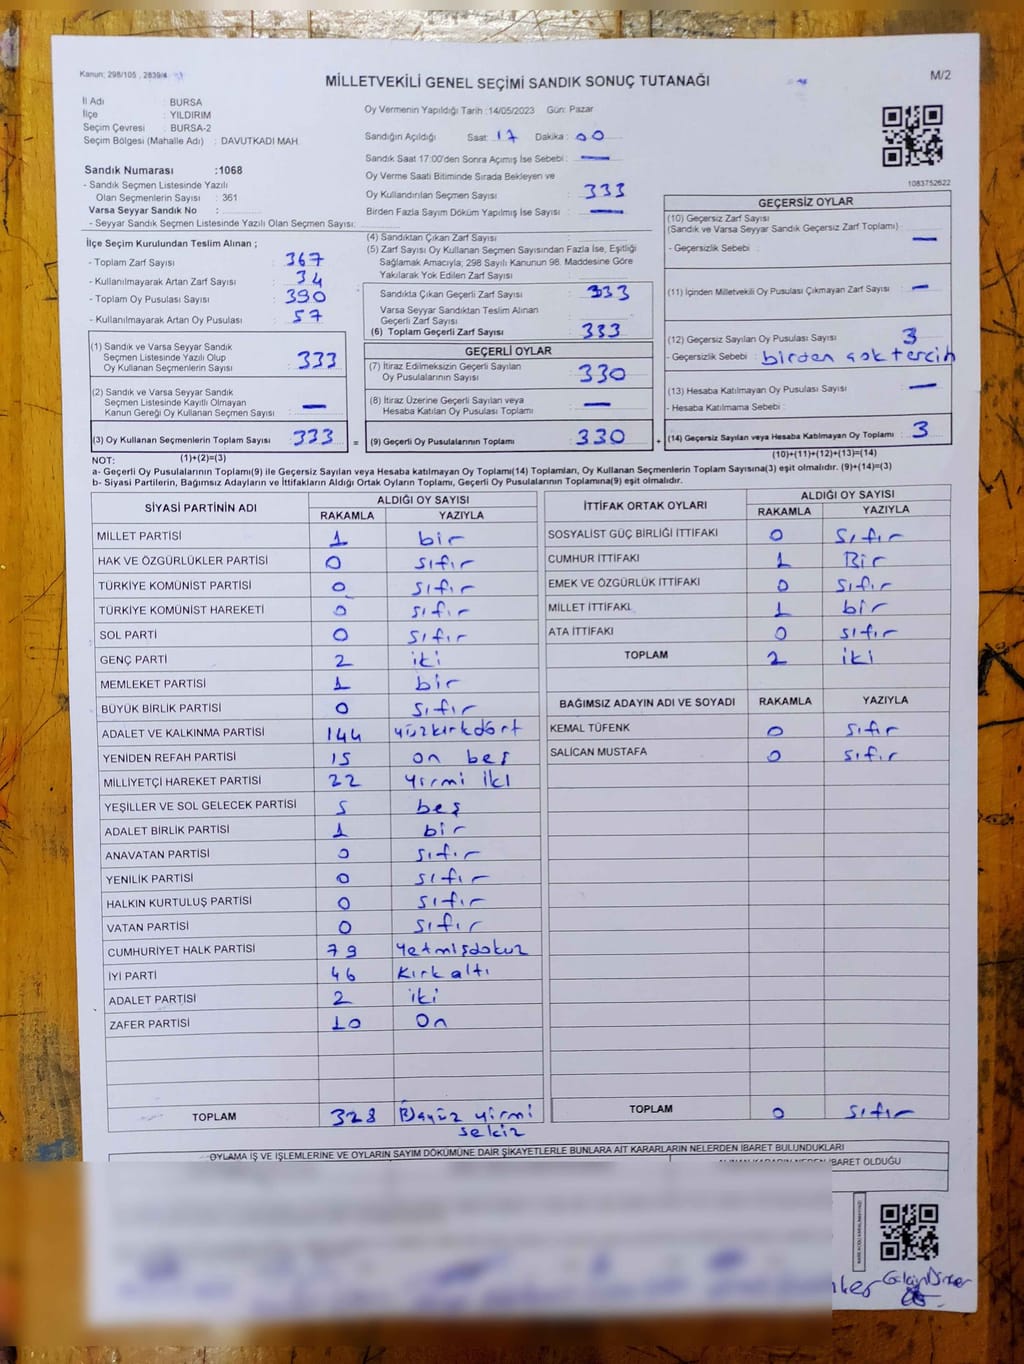 Kanun: 298/105 , 2839/4
MİLLETVEKİLİ GENEL SEÇİMİ SANDIK SONUÇ TUTANAĞI
M/2
İl Adı : BURSA
İlçe : YILDIRIM
Seçim Çevresi : BURSA-2
Seçim Bölgesi (Mahalle Adı) : DAVUTKADI MAH.
Sandık Numarası :1068
- Sandık Seçmen Listesinde Yazılı
Olan Seçmenlerin Sayısı : 361
Varsa Seyyar Sandık No :
- Seyyar Sandık Seçmen Listesinde Yazılı Olan Seçmen Sayısı:
Oy Vermenin Yapıldığı Tarih :14/05/2023 Gün: Pazar
Sandığın Açıldığı Saat: 17 Dakika : 00
Sandık Saat 17:00'den Sonra Açımış İse Sebebi : —
Oy Verme Saati Bitiminde Sırada Bekleyen ve
Oy Kullandırılan Seçmen Sayısı : 333
Birden Fazla Sayım Döküm Yapılmış İse Sayısı : —
1083752622
İlçe Seçim Kurulundan Teslim Alınan ;
- Toplam Zarf Sayısı : 367
- Kullanılmayarak Artan Zarf Sayısı : 34
- Toplam Oy Pusulası Sayısı : 390
- Kullanılmayarak Artan Oy Pusulası : 57
(4) Sandıktan Çıkan Zarf Sayısı :
(5) Zarf Sayısı Oy Kullanan Seçmen Sayısından Fazla İse, Eşitliği
Sağlamak Amacıyla; 298 Sayılı Kanunun 98. Maddesine Göre
Yakılarak Yok Edilen Zarf Sayısı :
Sandıkta Çıkan Geçerli Zarf Sayısı : 333
Varsa Seyyar Sandıktan Teslim Alınan
Geçerli Zarf Sayısı :
(6) Toplam Geçerli Zarf Sayısı : 333
GEÇERSİZ OYLAR
(10) Geçersiz Zarf Sayısı
(Sandık ve Varsa Seyyar Sandık Geçersiz Zarf Toplamı) : —
- Geçersizlik Sebebi :
(11) İçinden Milletvekili Oy Pusulası Çıkmayan Zarf Sayısı : —
(12) Geçersiz Sayılan Oy Pusulası Sayısı : 3
- Geçersizlik Sebebi : birden çok tercih
(13) Hesaba Katılmayan Oy Pusulası Sayısı : —
- Hesaba Katılmama Sebebi :
(14) Geçersiz Sayılan veya Hesaba Katılmayan Oy Toplamı : 3
(10)+(11)+(12)+(13)=(14)
(1) Sandık ve Varsa Seyyar Sandık
Seçmen Listesinde Yazılı Olup
Oy Kullanan Seçmenlerin Sayısı : 333
(2) Sandık ve Varsa Seyyar Sandık
Seçmen Listesinde Kayıtlı Olmayan
Kanun Gereği Oy Kullanan Seçmen Sayısı : —
(3) Oy Kullanan Seçmenlerin Toplam Sayısı : 333 =
(1)+(2)=(3)
GEÇERLİ OYLAR
(7) İtiraz Edilmeksizin Geçerli Sayılan
Oy Pusulalarının Sayısı : 330
(8) İtiraz Üzerine Geçerli Sayılan veya
Hesaba Katılan Oy Pusulası Toplamı : —
(9) Geçerli Oy Pusulalarının Toplamı : 330 +
NOT:
a- Geçerli Oy Pusulalarının Toplamı(9) ile Geçersiz Sayılan veya Hesaba katılmayan Oy Toplamı(14) Toplamları, Oy Kullanan Seçmenlerin Toplam Sayısına(3) eşit olmalıdır. (9)+(14)=(3)
b- Siyasi Partilerin, Bağımsız Adayların ve İttifakların Aldığı Ortak Oyların Toplamı, Geçerli Oy Pusulalarının Toplamına(9) eşit olmalıdır.
SİYASİ PARTİNİN ADI ALDIĞI OY SAYISI
RAKAMLA YAZIYLA
MİLLET PARTİSİ 1 bir
HAK VE ÖZGÜRLÜKLER PARTİSİ 0 sıfır
TÜRKİYE KOMÜNİST PARTİSİ 0 sıfır
TÜRKİYE KOMÜNİST HAREKETİ 0 sıfır
SOL PARTİ 0 sıfır
GENÇ PARTİ 2 iki
MEMLEKET PARTİSİ 1 bir
BÜYÜK BİRLİK PARTİSİ 0 sıfır
ADALET VE KALKINMA PARTİSİ 144 yüzkırkdört
YENİDEN REFAH PARTİSİ 15 on beş
MİLLİYETÇİ HAREKET PARTİSİ 22 yirmi iki
YEŞİLLER VE SOL GELECEK PARTİSİ 5 beş
ADALET BİRLİK PARTİSİ 1 bir
ANAVATAN PARTİSİ 0 sıfır
YENİLİK PARTİSİ 0 sıfır
HALKIN KURTULUŞ PARTİSİ 0 sıfır
VATAN PARTİSİ 0 sıfır
CUMHURİYET HALK PARTİSİ 79 yetmişdokuz
İYİ PARTİ 46 kırk altı
ADALET PARTİSİ 2 iki
ZAFER PARTİSİ 10 On
TOPLAM 328 yirmi
sekiz
İTTİFAK ORTAK OYLARI ALDIĞI OY SAYISI
RAKAMLA YAZIYLA
SOSYALİST GÜÇ BİRLİĞİ İTTİFAKI 0 sıfır
CUMHUR İTTİFAKI 1 Bir
EMEK VE ÖZGÜRLÜK İTTİFAKI 0 sıfır
MİLLET İTTİFAKI 1 bir
ATA İTTİFAKI 0 sıfır
TOPLAM 2 iki
BAĞIMSIZ ADAYIN ADI VE SOYADI RAKAMLA YAZIYLA
KEMAL TÜFENK 0 sıfır
SALİCAN MUSTAFA 0 sıfır
TOPLAM 0 sıfır
OYLAMA İŞ VE İŞLEMLERİNE VE OYLARIN SAYIM DÖKÜMÜNE DAİR ŞİKAYETLERLE BUNLARA AİT KARARLARIN NELERDEN İBARET BULUNDUKLARI
İBARET OLDUĞU